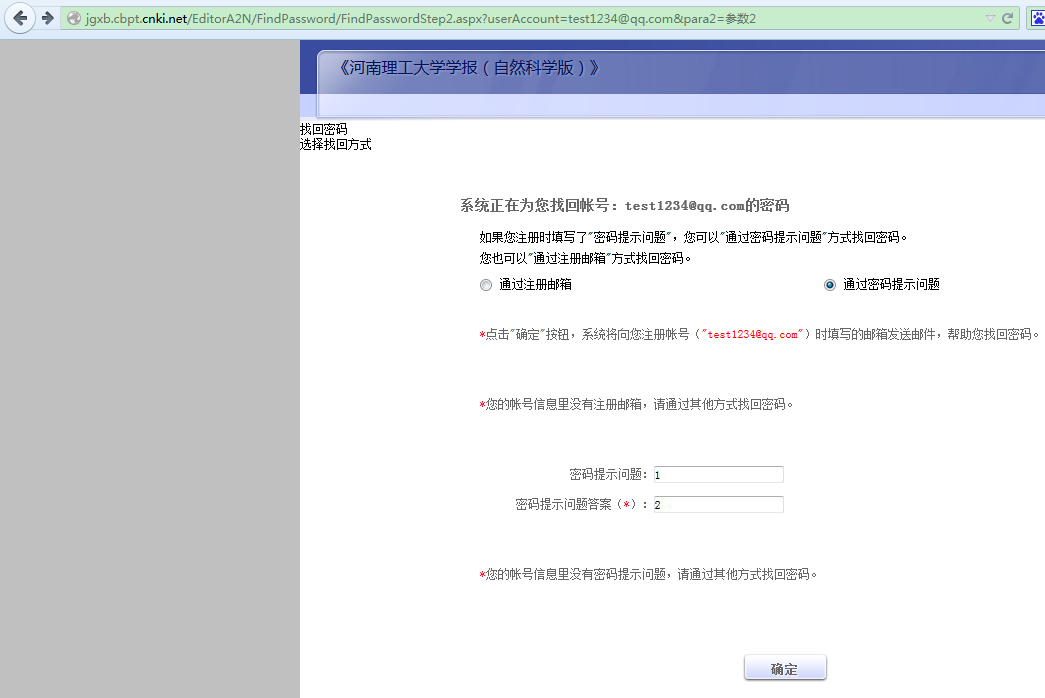 jgxb.cbpt.cnki.net/EditorA2N/FindPassword/FindPasswordStep2.aspx?userAccount=test1234@qq.com&para2=参数2
《河南理工大学学报（自然科学版）》
找回密码
选择找回方式
系统正在为您找回帐号：test1234@qq.com的密码
如果您注册时填写了"密码提示问题"，您可以"通过密码提示问题"方式找回密码。
您也可以"通过注册邮箱"方式找回密码。
通过注册邮箱 通过密码提示问题
*点击"确定"按钮，系统将向您注册帐号（"test1234@qq.com"）时填写的邮箱发送邮件，帮助您找回密码。
*您的帐号信息里没有注册邮箱，请通过其他方式找回密码。
密码提示问题：1
密码提示问题答案（*）：2
*您的帐号信息里没有密码提示问题，请通过其他方式找回密码。
确定